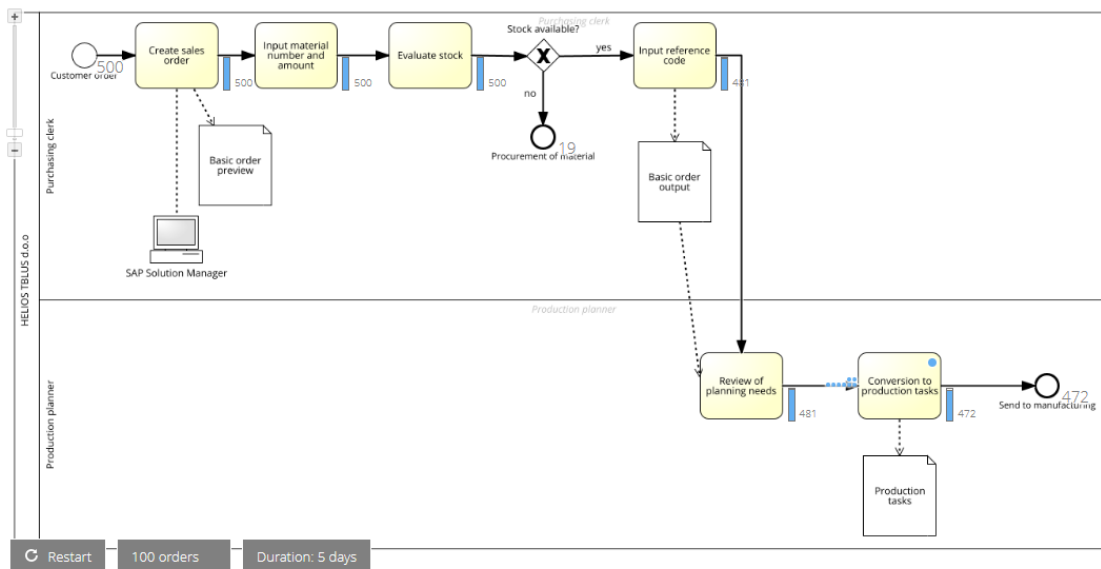 +
−
HELIOS TBLUS d.o.o
Purchasing clerk
Purchasing clerk
Customer order
500
Create sales
order
500
Input material
number and
amount
500
Evaluate stock
500
Stock available?
X
yes
no
Input reference
code
481
19
Procurement of material
Basic order
preview
Basic order
output
SAP Solution Manager
Production planner
Production planner
Review of
planning needs
481
Conversion to
production tasks
472
472
Send to manufacturing
Production
tasks
Restart
100 orders
Duration: 5 days